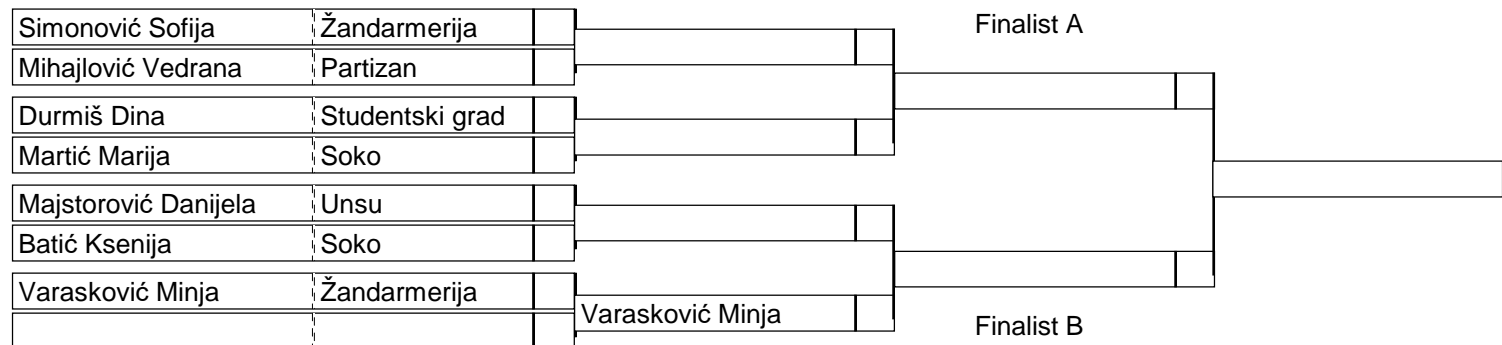 Simonović Sofija Žandarmerija
Mihajlović Vedrana Partizan
Durmiš Dina Studentski grad
Martić Marija Soko
Majstorović Danijela Unsu
Batić Ksenija Soko
Varasković Minja Žandarmerija
Varasković Minja
Finalist A
Finalist B